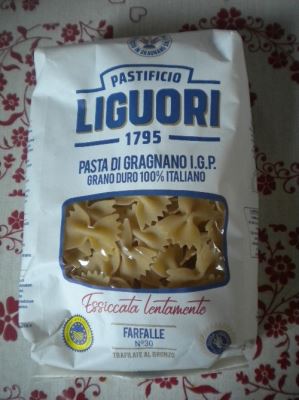 PASTIFICIO
LIGUORI
1795
PASTA DI GRAGNANO I.G.P.
GRANO DURO 100% ITALIANO
Essiccata lentamente
FARFALLE
N°30
TRAFILATE AL BRONZO